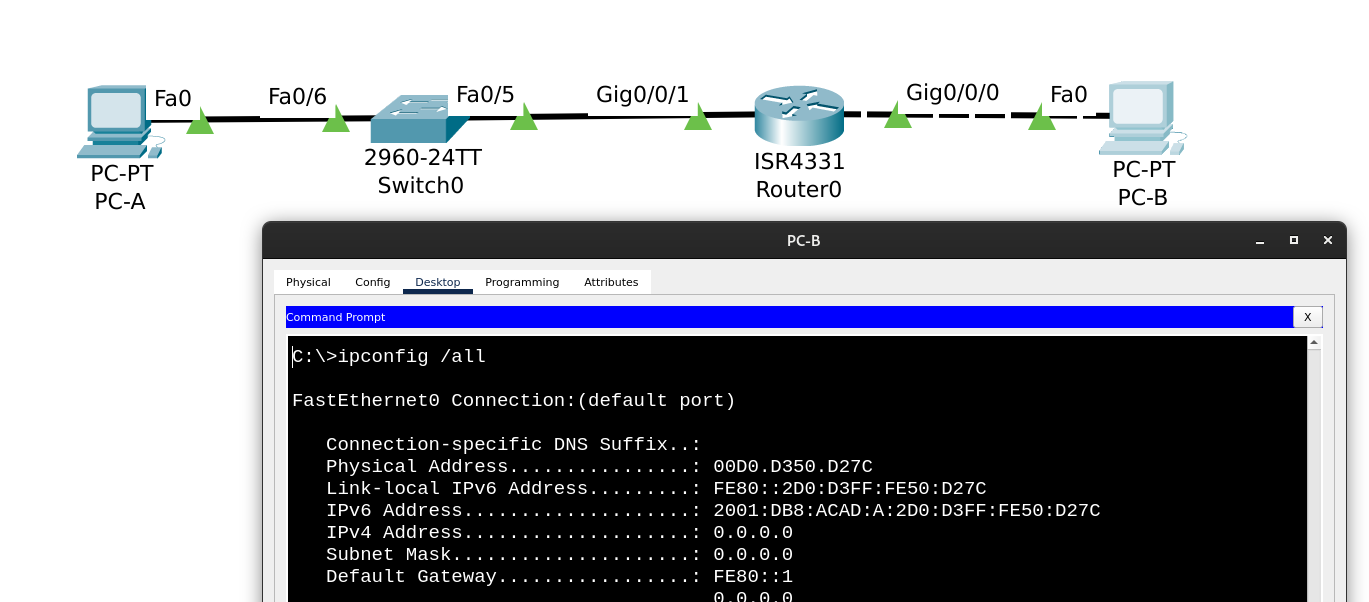 Fa0
Fa0/6
Fa0/5
Gig0/0/1
Gig0/0/0
Fa0
PC-PT
PC-A
2960-24TT
Switch0
ISR4331
Router0
PC-PT
PC-B
PC-B
Physical Config Desktop Programming Attributes
Command Prompt X
C:\>ipconfig /all
FastEthernet0 Connection:(default port)
Connection-specific DNS Suffix..:
Physical Address................: 00D0.D350.D27C
Link-local IPv6 Address.........: FE80::2D0:D3FF:FE50:D27C
IPv6 Address....................: 2001:DB8:ACAD:A:2D0:D3FF:FE50:D27C
IPv4 Address....................: 0.0.0.0
Subnet Mask.....................: 0.0.0.0
Default Gateway.................: FE80::1
0.0.0.0